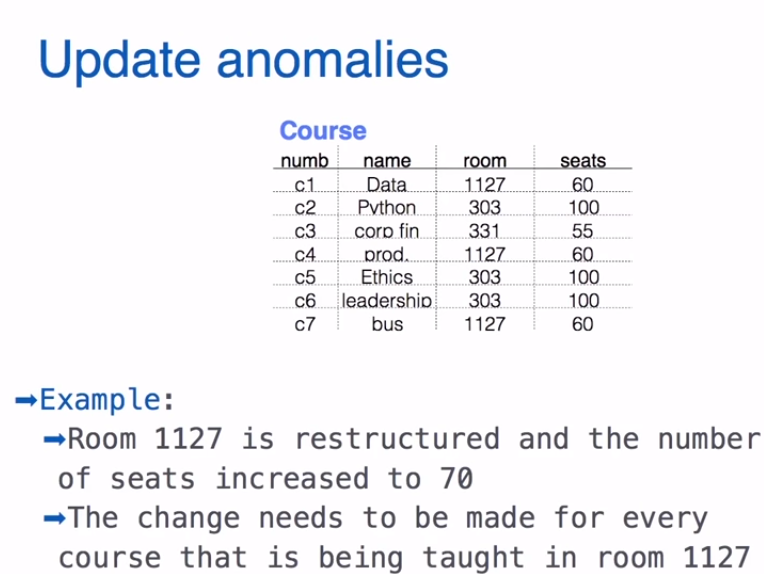 Update anomalies
Course
numb name room seats
c1 Data 1127 60
c2 Python 303 100
c3 corp fin 331 55
c4 prod. 1127 60
c5 Ethics 303 100
c6 leadership 303 100
c7 bus 1127 60
➡Example:
➡Room 1127 is restructured and the number
of seats increased to 70
➡The change needs to be made for every
course that is being taught in room 1127